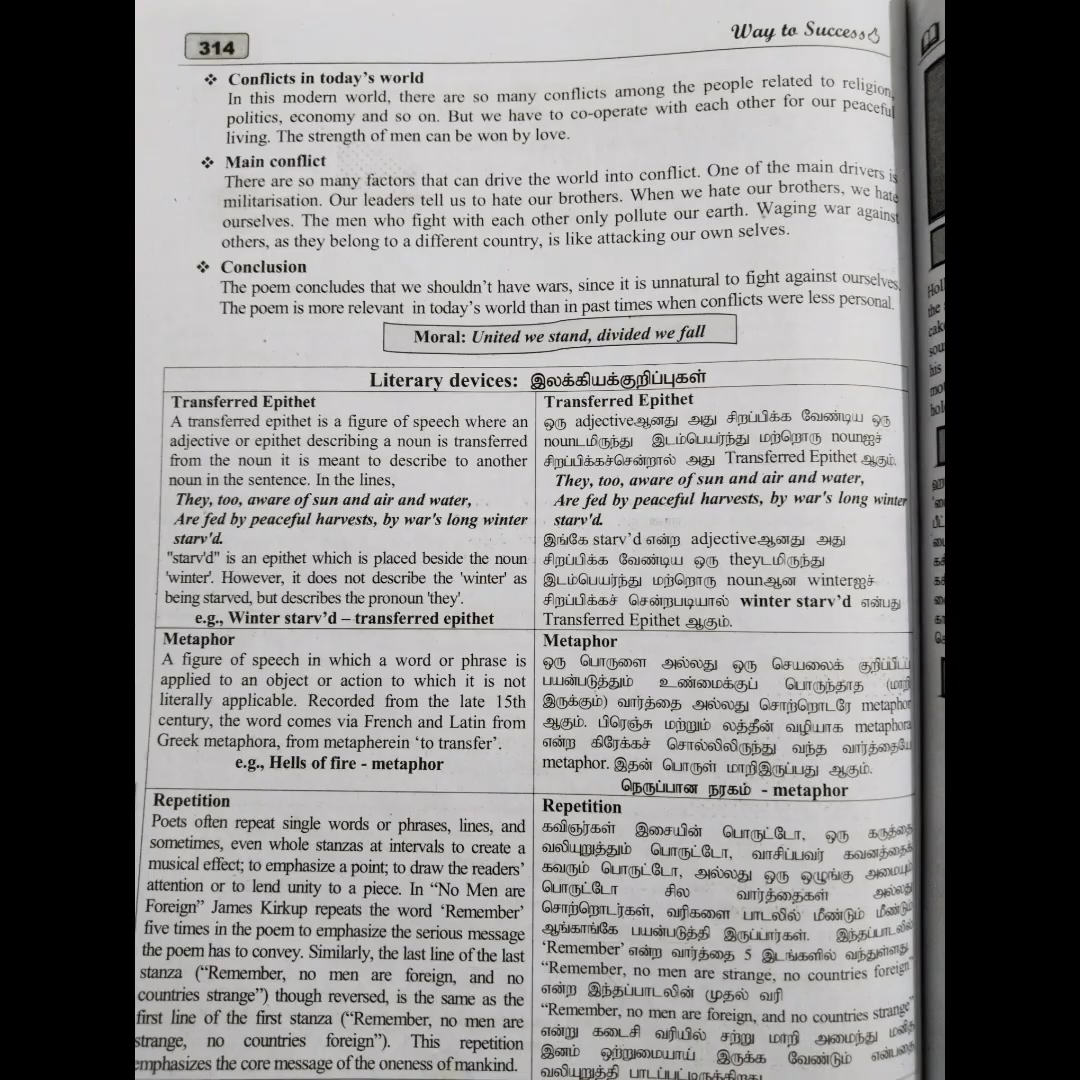 314
Way to Success
❖ Conflicts in today's world
In this modern world, there are so many conflicts among the people related to religion,
politics, economy and so on. But we have to co-operate with each other for our peaceful
living. The strength of men can be won by love.
❖ Main conflict
There are so many factors that can drive the world into conflict. One of the main drivers is
militarisation. Our leaders tell us to hate our brothers. When we hate our brothers, we hate
ourselves. The men who fight with each other only pollute our earth. Waging war against
others, as they belong to a different country, is like attacking our own selves.
❖ Conclusion
The poem concludes that we shouldn't have wars, since it is unnatural to fight against ourselves.
The poem is more relevant in today's world than in past times when conflicts were less personal.
Moral: United we stand, divided we fall
Literary devices: இலக்கியக்குறிப்புகள்
Transferred Epithet
A transferred epithet is a figure of speech where an
adjective or epithet describing a noun is transferred
from the noun it is meant to describe to another
noun in the sentence. In the lines,
They, too, aware of sun and air and water,
Are fed by peaceful harvests, by war's long winter
starv'd.
"starv'd" is an epithet which is placed beside the noun
'winter'. However, it does not describe the 'winter' as
being starved, but describes the pronoun 'they'.
e.g., Winter starv'd – transferred epithet
Transferred Epithet
ஒரு adjectiveஆனது அது சிறப்பிக்க வேண்டிய ஒரு
nounடமிருந்து இடம்பெயர்ந்து மற்றொரு nounஐச்
சிறப்பிக்கச்சென்றால் அது Transferred Epithet ஆகும்.
They, too, aware of sun and air and water,
Are fed by peaceful harvests, by war's long winter
starv'd.
இங்கே starv'd என்ற adjectiveஆனது அது
சிறப்பிக்க வேண்டிய ஒரு theyடமிருந்து
இடம்பெயர்ந்து மற்றொரு nounஆன winterஐச்
சிறப்பிக்கச் சென்றபடியால் winter starv'd என்பது
Transferred Epithet ஆகும்.
Metaphor
A figure of speech in which a word or phrase is
applied to an object or action to which it is not
literally applicable. Recorded from the late 15th
century, the word comes via French and Latin from
Greek metaphora, from metapherein 'to transfer'.
e.g., Hells of fire - metaphor
Metaphor
ஒரு பொருளை அல்லது ஒரு செயலைக் குறிப்பிடப்
பயன்படுத்தும் உண்மைக்குப் பொருந்தாத (மாறி
இருக்கும்) வார்த்தை அல்லது சொற்றொடரே metaphor
ஆகும். பிரெஞ்சு மற்றும் லத்தீன் வழியாக metaphora
என்ற கிரேக்கச் சொல்லிலிருந்து வந்த வார்த்தையே
metaphor. இதன் பொருள் மாறிஇருப்பது ஆகும்.
நெருப்பான நரகம் - metaphor
Repetition
Poets often repeat single words or phrases, lines, and
sometimes, even whole stanzas at intervals to create a
musical effect; to emphasize a point; to draw the readers'
attention or to lend unity to a piece. In "No Men are
Foreign" James Kirkup repeats the word 'Remember'
five times in the poem to emphasize the serious message
the poem has to convey. Similarly, the last line of the last
stanza ("Remember, no men are foreign, and no
countries strange") though reversed, is the same as the
first line of the first stanza ("Remember, no men are
strange, no countries foreign"). This repetition
emphasizes the core message of the oneness of mankind.
Repetition
கவிஞர்கள் இசையின் பொருட்டோ, ஒரு கருத்தை
வலியுறுத்தும் பொருட்டோ, வாசிப்பவர் கவனத்தைக்
கவரும் பொருட்டோ, அல்லது ஒரு ஒழுங்கு அமையும்
பொருட்டோ சில வார்த்தைகள் அல்லது
சொற்றொடர்கள், வரிகளை பாடலில் மீண்டும் மீண்டும்
ஆங்காங்கே பயன்படுத்தி இருப்பார்கள். இந்தப்பாடலில்
'Remember' என்ற வார்த்தை 5 இடங்களில் வந்துள்ளது
"Remember, no men are strange, no countries foreign"
என்ற இந்தப்பாடலின் முதல் வரி
"Remember, no men are foreign, and no countries strange"
என்று கடைசி வரியில் சற்று மாறி அமைந்து மனித
இனம் ஒற்றுமையாய் இருக்க வேண்டும் என்பதை
வலியுறுத்தி பாடப்பட்டிருக்கிறது.